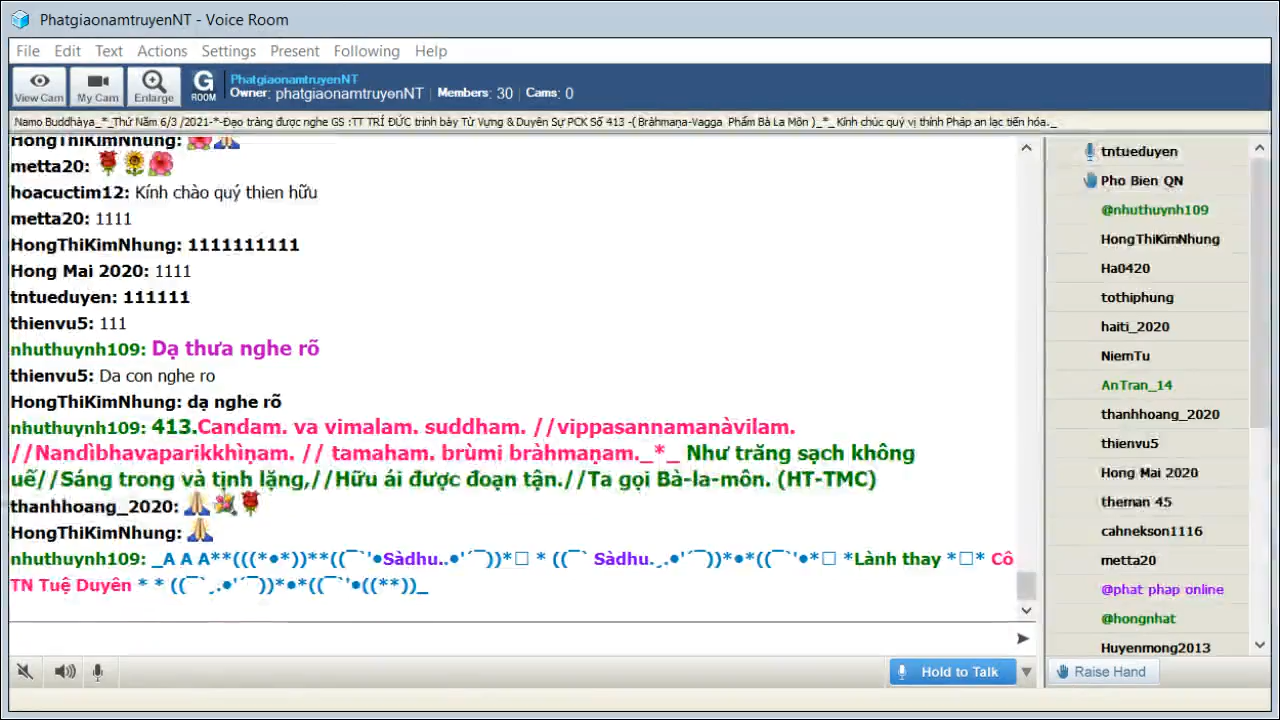 PhatgiaonamtruyenNT - Voice Room
File Edit Text Actions Settings Present Following Help
View Cam My Cam Enlarge G ROOM
PhatgiaonamtruyenNT
Owner: phatgiaonamtruyenNT Members: 30 Cams: 0
Namo Buddhàya_*_Thứ Năm 6/3 /2021-*-Đạo tràng được nghe GS :TT TRÍ ĐỨC trình bày Từ Vựng & Duyên Sự PCK Số 413 -( Bràhmaṇa-Vagga Phẩm Bà La Môn )_*_ Kính chúc quý vị thính Pháp an lạc tiến hóa._
HongThiKimNhung:
metta20:
hoacuctim12: Kính chào quý thien hữu
metta20: 1111
HongThiKimNhung: 1111111111
Hong Mai 2020: 1111
tntueduyen: 111111
thienvu5: 111
nhuthuynh109: Dạ thưa nghe rõ
thienvu5: Da con nghe ro
HongThiKimNhung: dạ nghe rõ
nhuthuynh109: 413.Candam. va vimalam. suddham. //vippasannamanàvilam.
//Nandìbhavaparikkhìṇam. // tamaham. brùmi bràhmaṇam._*_ Như trăng sạch không
uế//Sáng trong và tịnh lặng,//Hữu ái được đoạn tận.//Ta gọi Bà-la-môn. (HT-TMC)
thanhhoang_2020:
HongThiKimNhung:
nhuthuynh109: _A A A**(((*•●*))**((¯`'●Sàdhu..●'´¯))*□ * ((¯` Sàdhu.¸.●'´¯))*●*((¯`'●*□ *Lành thay *□* Cô
TN Tuệ Duyên * * ((¯`¸.●'´¯))*●*((¯`'●((**))_
Hold to Talk
tntueduyen
Pho Bien QN
@nhuthuynh109
HongThiKimNhung
Ha0420
tothiphung
haiti_2020
NiemTu
AnTran_14
thanhhoang_2020
thienvu5
Hong Mai 2020
theman 45
cahnekson1116
metta20
@phat phap online
@hongnhat
Huyenmong2013
Raise Hand